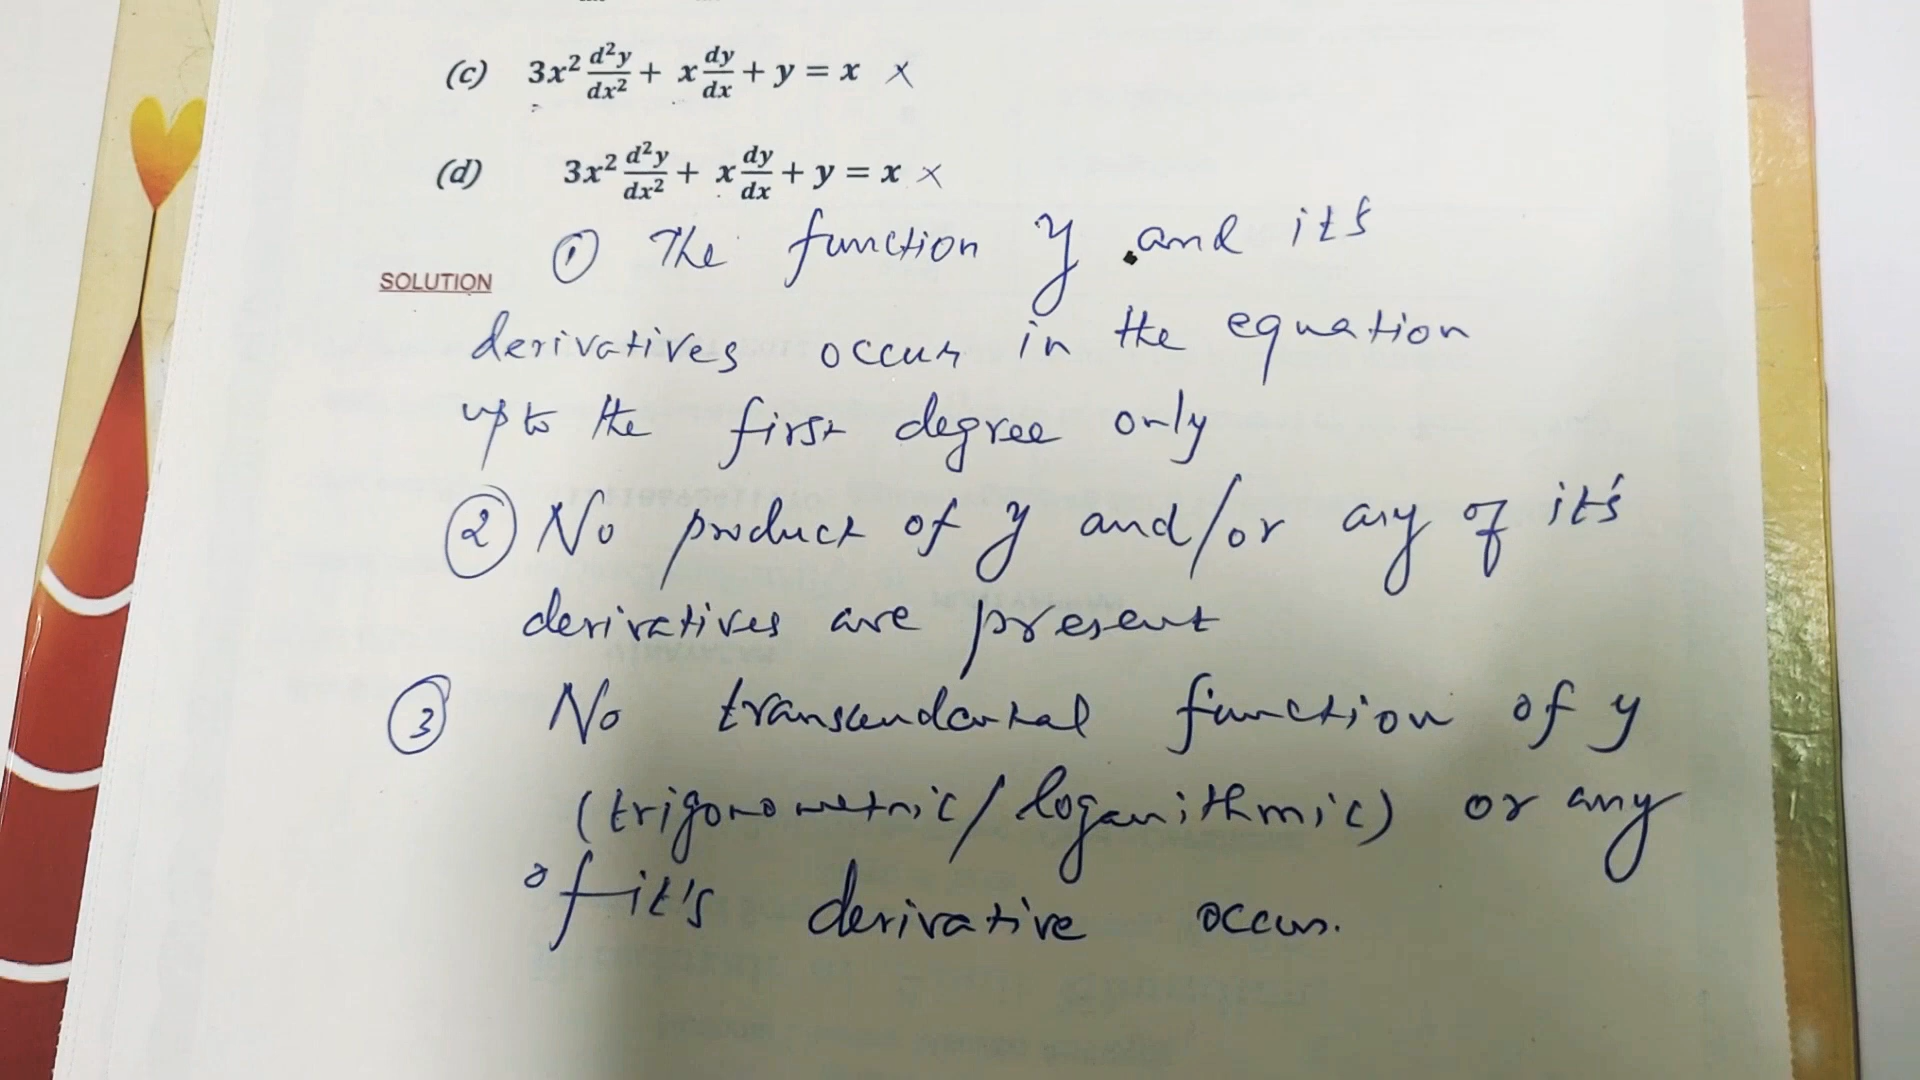 (c) 3x² d²y/dx² + x dy/dx + y = x ×
(d) 3x² d²y/dx² + x dy/dx + y = x ×
① The function y and it's
SOLUTION
derivatives occur in the equation
upto the first degree only
② No product of y and/or any of it's
derivatives are present
③ No transcendental function of y
(trigonometric/logarithmic) or any
of it's derivative occurs.